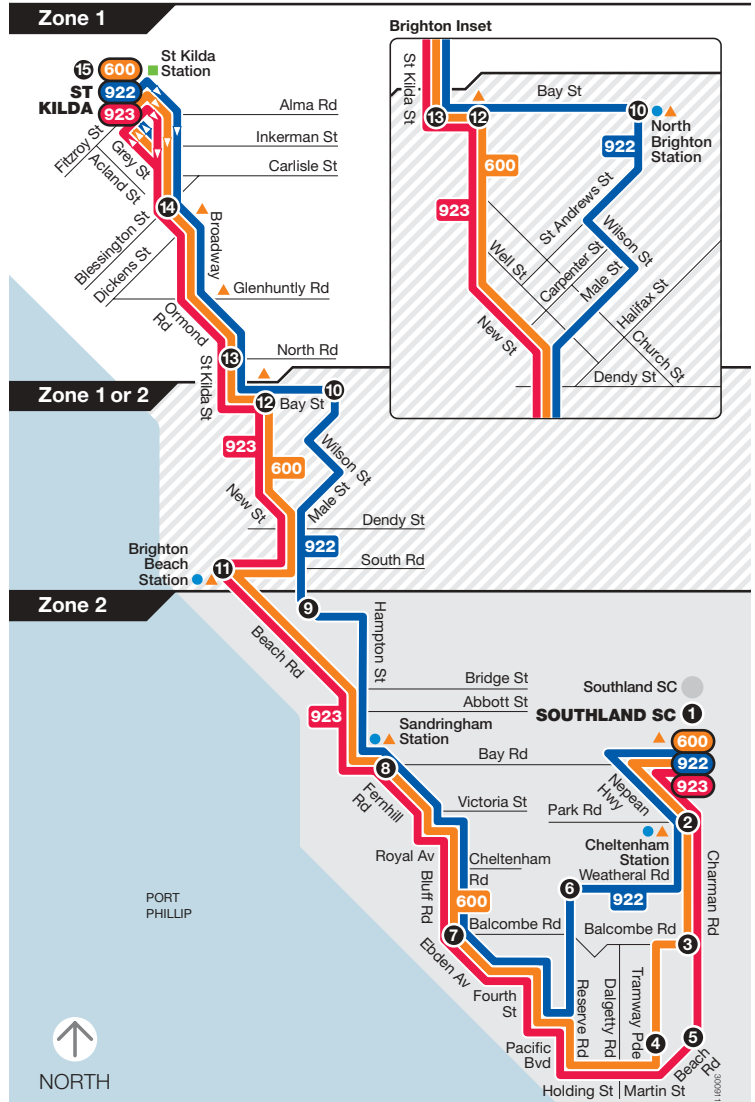 Zone 1
15
600
922
923
ST
KILDA
St Kilda
Station
Alma Rd
Inkerman St
Carlisle St
Fitzroy St
Grey St
Acland St
14
Broadway
Blessington St
Dickens St
Glenhuntly Rd
Ormond
Rd
13
North Rd
St Kilda St
Brighton Inset
St Kilda St
Bay St
13
12
10
North
Brighton
Station
600
922
923
St Andrews St
Wilson St
Well St
Carpenter St
Male St
Halifax St
New St
Church St
Dendy St
Zone 1 or 2
12
Bay St
10
923
600
Wilson St
New St
Male St
Dendy St
922
South Rd
Brighton
Beach
Station
11
Zone 2
9
Hampton St
Beach Rd
Bridge St
Abbott St
923
Sandringham
Station
Southland SC
SOUTHLAND SC
1
600
922
923
8
Bay Rd
Nepean
Hwy
Fernhill
Rd
Victoria St
Park Rd
2
Cheltenham
Station
Royal Av
Cheltenham
Rd
Weatheral Rd
6
922
Charman Rd
Bluff Rd
600
7
Balcombe Rd
Balcombe Rd
3
Ebden Av
Fourth
St
Reserve Rd
Dalgety Rd
Tramway Pde
4
5
Pacific
Bvd
Beach
Rd
Holding St
Martin St
PORT
PHILLIP
NORTH
300911